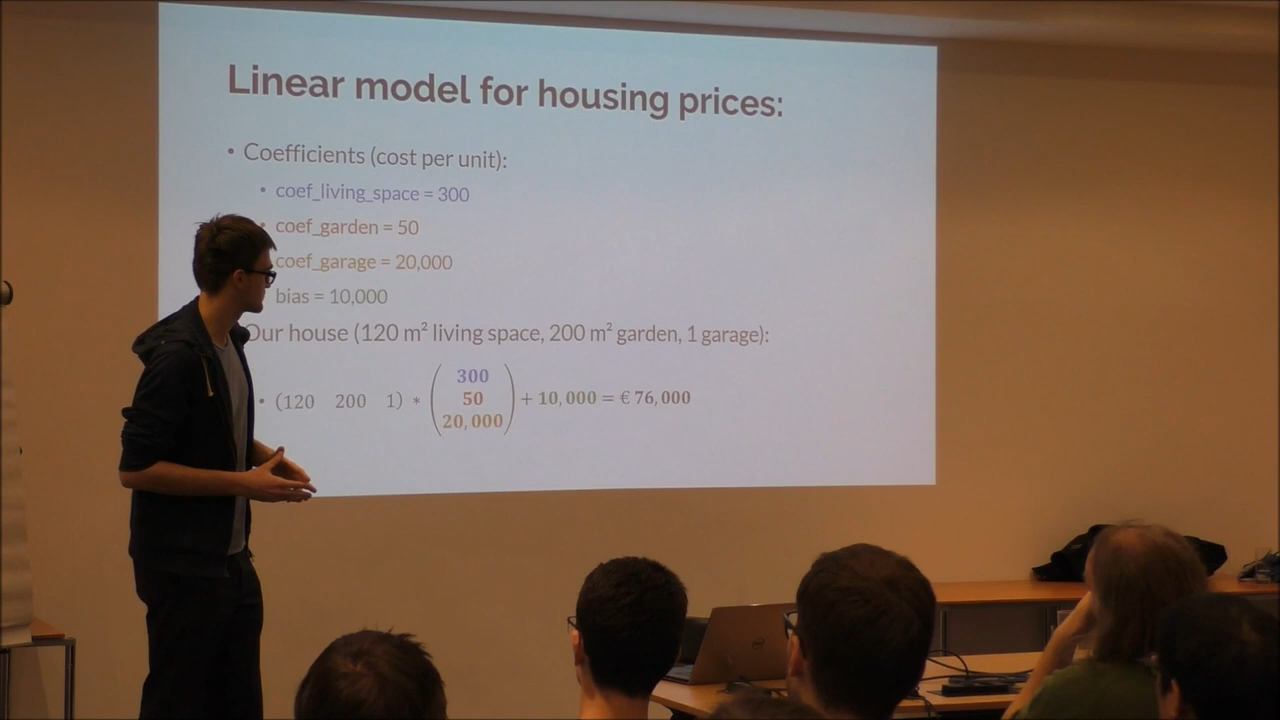 Linear model for housing prices:
• Coefficients (cost per unit):
• coef_living_space = 300
• coef_garden = 50
coef_garage = 20,000
bias = 10,000
Our house (120 m² living space, 200 m² garden, 1 garage):
• (120 200 1) * (300 50 20,000) + 10,000 = € 76,000
DELL